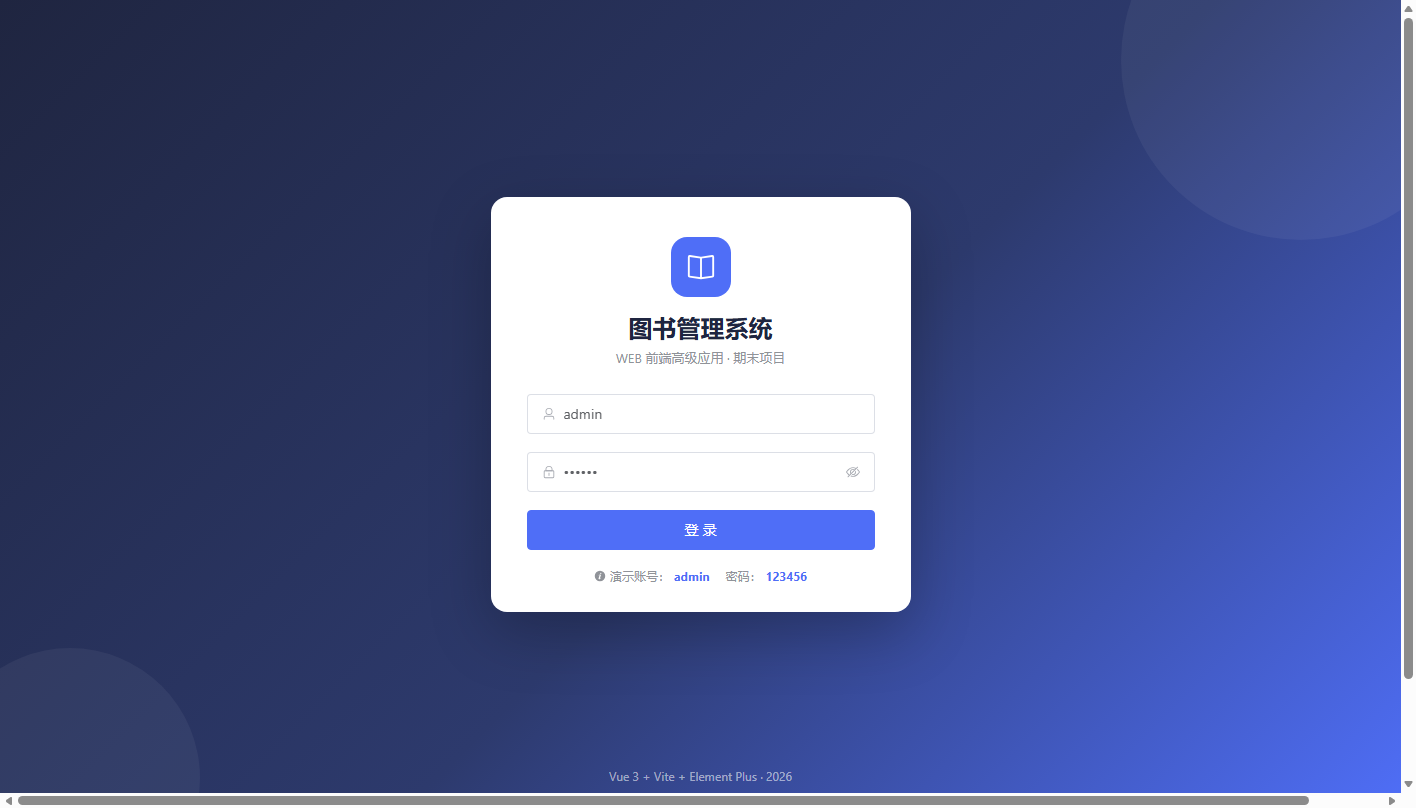 图书管理系统
WEB 前端高级应用 · 期末项目
admin
••••••
登 录
演示账号： admin 密码： 123456
Vue 3 + Vite + Element Plus · 2026